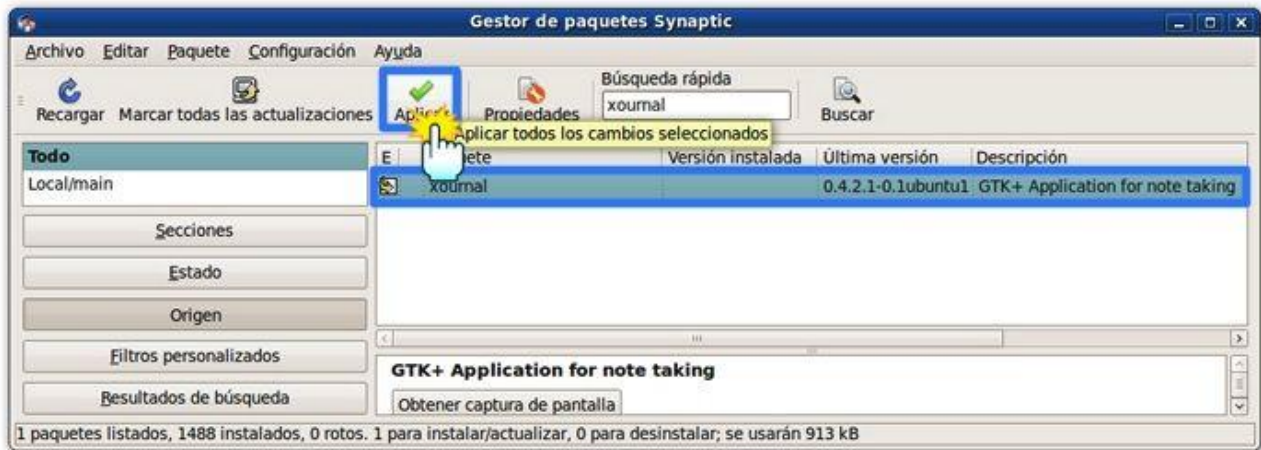 Gestor de paquetes Synaptic
Archivo Editar Paquete Configuración Ayuda
Búsqueda rápida
Recargar Marcar todas las actualizaciones Propiedades xournal Buscar
Aplicar todos los cambios seleccionados
Todo
E Versión instalada Última versión Descripción
Local/main
xournal 0.4.2.1-0.1ubuntu1 GTK+ Application for note taking
Secciones
Estado
Origen
Filtros personalizados
GTK+ Application for note taking
Resultados de búsqueda
Obtener captura de pantalla
1 paquetes listados, 1488 instalados, 0 rotos. 1 para instalar/actualizar, 0 para desinstalar; se usarán 913 kB